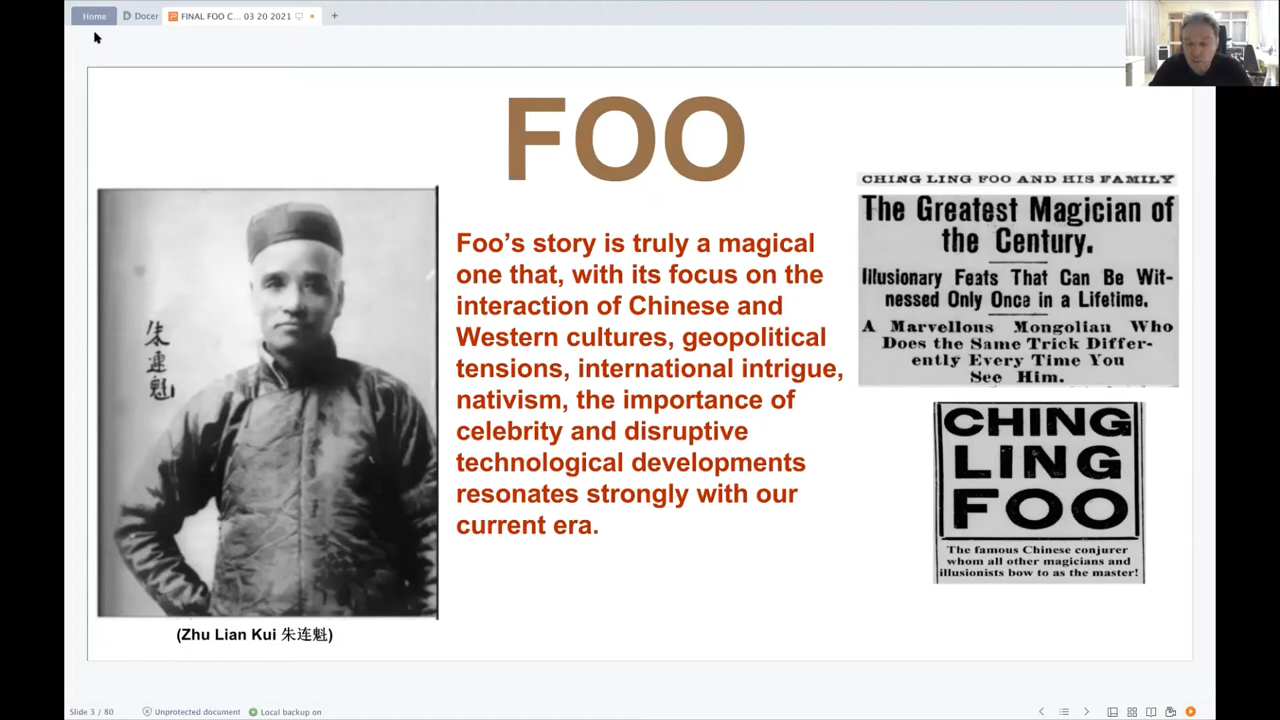 Home
Docer
FINAL FOO C... 03 20 2021
FOO
朱連魁
Foo's story is truly a magical
one that, with its focus on the
interaction of Chinese and
Western cultures, geopolitical
tensions, international intrigue,
nativism, the importance of
celebrity and disruptive
technological developments
resonates strongly with our
current era.
(Zhu Lian Kui 朱连魁)
CHING LING FOO AND HIS FAMILY
The Greatest Magician of
the Century.
Illusionary Feats That Can Be Wit-
nessed Only Once in a Lifetime.
A Marvellous Mongolian Who
Does the Same Trick Differ-
ently Every Time You
See Him.
CHING
LING
FOO
The famous Chinese conjurer
whom all other magicians and
illusionists bow to as the master!
Slide 3 / 80
Unprotected document
Local backup on